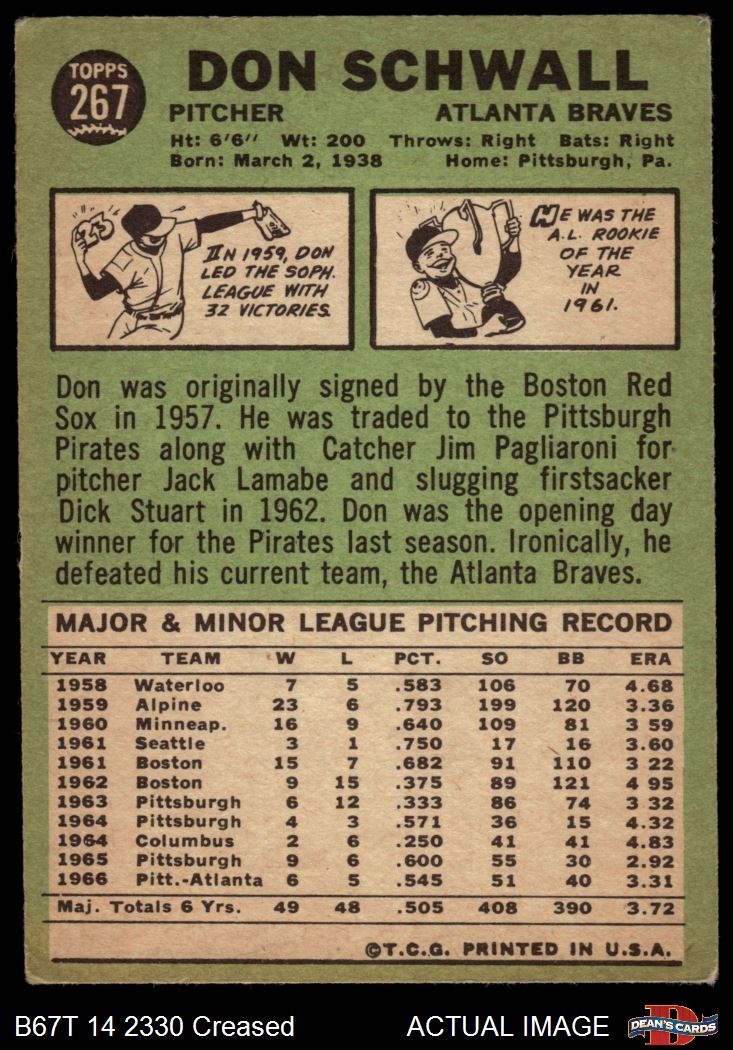 TOPPS
267
DON SCHWALL
PITCHER ATLANTA BRAVES
Ht: 6'6'' Wt: 200 Throws: Right Bats: Right
Born: March 2, 1938 Home: Pittsburgh, Pa.
23
IN 1959, DON
LED THE SOPH.
LEAGUE WITH
32 VICTORIES.
HE WAS THE
A.L. ROOKIE
OF THE
YEAR
IN
1961.
Don was originally signed by the Boston Red
Sox in 1957. He was traded to the Pittsburgh
Pirates along with Catcher Jim Pagliaroni for
pitcher Jack Lamabe and slugging firstsacker
Dick Stuart in 1962. Don was the opening day
winner for the Pirates last season. Ironically, he
defeated his current team, the Atlanta Braves.
MAJOR & MINOR LEAGUE PITCHING RECORD
YEAR TEAM W L PCT. SO BB ERA
1958 Waterloo 7 5 .583 106 70 4.68
1959 Alpine 23 6 .793 199 120 3.36
1960 Minneap. 16 9 .640 109 81 3 59
1961 Seattle 3 1 .750 17 16 3.60
1961 Boston 15 7 .682 91 110 3 22
1962 Boston 9 15 .375 89 121 4 95
1963 Pittsburgh 6 12 .333 86 74 3 32
1964 Pittsburgh 4 3 .571 36 15 4.32
1964 Columbus 2 6 .250 41 41 4.83
1965 Pittsburgh 9 6 .600 55 30 2.92
1966 Pitt.-Atlanta 6 5 .545 51 40 3.31
Maj. Totals 6 Yrs. 49 48 .505 408 390 3.72
©T.C.G. PRINTED IN U.S.A.
B67T 14 2330 Creased ACTUAL IMAGE
D
DEAN'S CARDS